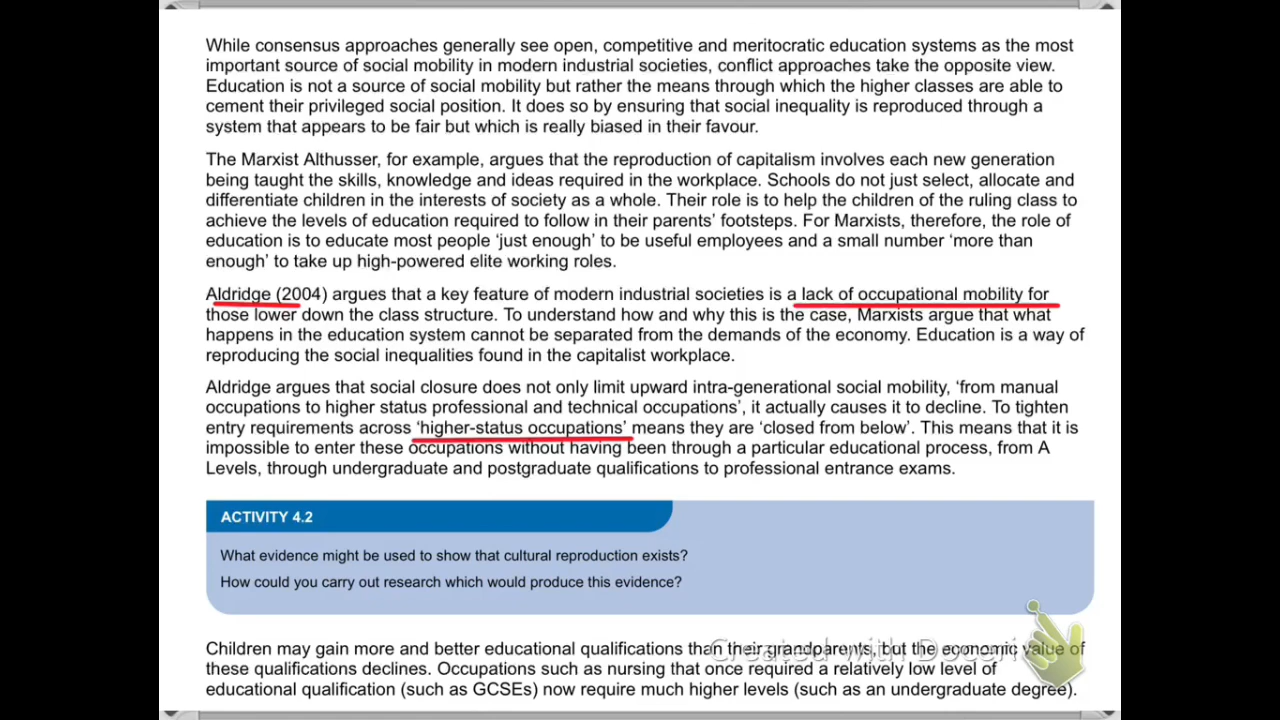 While consensus approaches generally see open, competitive and meritocratic education systems as the most
important source of social mobility in modern industrial societies, conflict approaches take the opposite view.
Education is not a source of social mobility but rather the means through which the higher classes are able to
cement their privileged social position. It does so by ensuring that social inequality is reproduced through a
system that appears to be fair but which is really biased in their favour.
The Marxist Althusser, for example, argues that the reproduction of capitalism involves each new generation
being taught the skills, knowledge and ideas required in the workplace. Schools do not just select, allocate and
differentiate children in the interests of society as a whole. Their role is to help the children of the ruling class to
achieve the levels of education required to follow in their parents’ footsteps. For Marxists, therefore, the role of
education is to educate most people ‘just enough’ to be useful employees and a small number ‘more than
enough’ to take up high-powered elite working roles.
Aldridge (2004) argues that a key feature of modern industrial societies is a lack of occupational mobility for
those lower down the class structure. To understand how and why this is the case, Marxists argue that what
happens in the education system cannot be separated from the demands of the economy. Education is a way of
reproducing the social inequalities found in the capitalist workplace.
Aldridge argues that social closure does not only limit upward intra-generational social mobility, ‘from manual
occupations to higher status professional and technical occupations’, it actually causes it to decline. To tighten
entry requirements across ‘higher-status occupations’ means they are ‘closed from below’. This means that it is
impossible to enter these occupations without having been through a particular educational process, from A
Levels, through undergraduate and postgraduate qualifications to professional entrance exams.
ACTIVITY 4.2
What evidence might be used to show that cultural reproduction exists?
How could you carry out research which would produce this evidence?
Children may gain more and better educational qualifications than their grandparents, but the economic value of
Created with Doceri
these qualifications declines. Occupations such as nursing that once required a relatively low level of
educational qualification (such as GCSEs) now require much higher levels (such as an undergraduate degree).